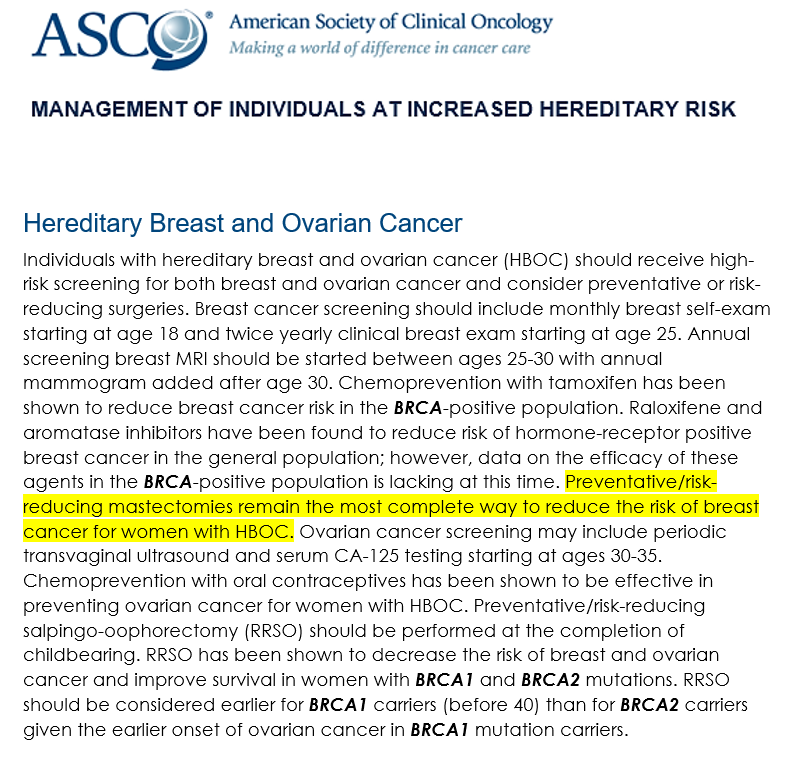 ASCO® American Society of Clinical Oncology
Making a world of difference in cancer care
MANAGEMENT OF INDIVIDUALS AT INCREASED HEREDITARY RISK
Hereditary Breast and Ovarian Cancer
Individuals with hereditary breast and ovarian cancer (HBOC) should receive high-
risk screening for both breast and ovarian cancer and consider preventative or risk-
reducing surgeries. Breast cancer screening should include monthly breast self-exam
starting at age 18 and twice yearly clinical breast exam starting at age 25. Annual
screening breast MRI should be started between ages 25-30 with annual
mammogram added after age 30. Chemoprevention with tamoxifen has been
shown to reduce breast cancer risk in the BRCA-positive population. Raloxifene and
aromatase inhibitors have been found to reduce risk of hormone-receptor positive
breast cancer in the general population; however, data on the efficacy of these
agents in the BRCA-positive population is lacking at this time. Preventative/risk-
reducing mastectomies remain the most complete way to reduce the risk of breast
cancer for women with HBOC. Ovarian cancer screening may include periodic
transvaginal ultrasound and serum CA-125 testing starting at ages 30-35.
Chemoprevention with oral contraceptives has been shown to be effective in
preventing ovarian cancer for women with HBOC. Preventative/risk-reducing
salpingo-oophorectomy (RRSO) should be performed at the completion of
childbearing. RRSO has been shown to decrease the risk of breast and ovarian
cancer and improve survival in women with BRCA1 and BRCA2 mutations. RRSO
should be considered earlier for BRCA1 carriers (before 40) than for BRCA2 carriers
given the earlier onset of ovarian cancer in BRCA1 mutation carriers.